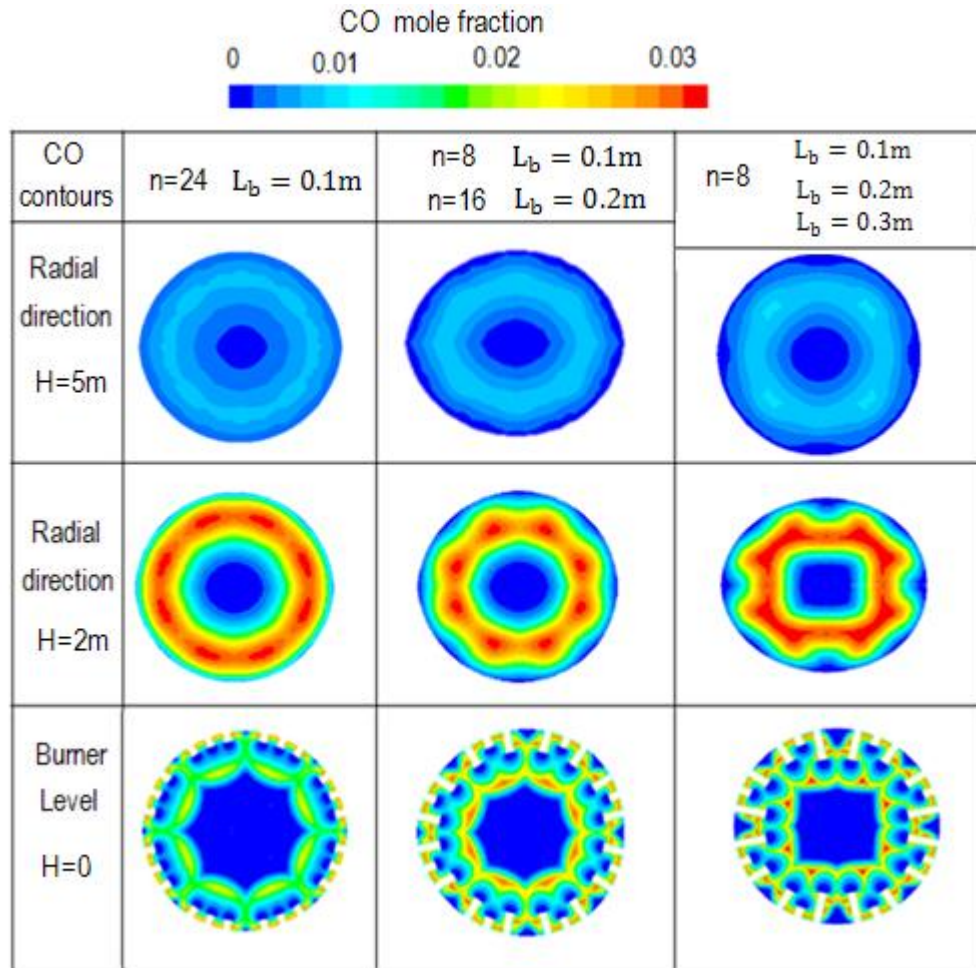 CO mole fraction
0 0.01 0.02 0.03
CO
contours
n=24 L_b = 0.1m
n=8 L_b = 0.1m
n=16 L_b = 0.2m
n=8
L_b = 0.1m
L_b = 0.2m
L_b = 0.3m
Radial
direction
H=5m
Radial
direction
H=2m
Burner
Level
H=0